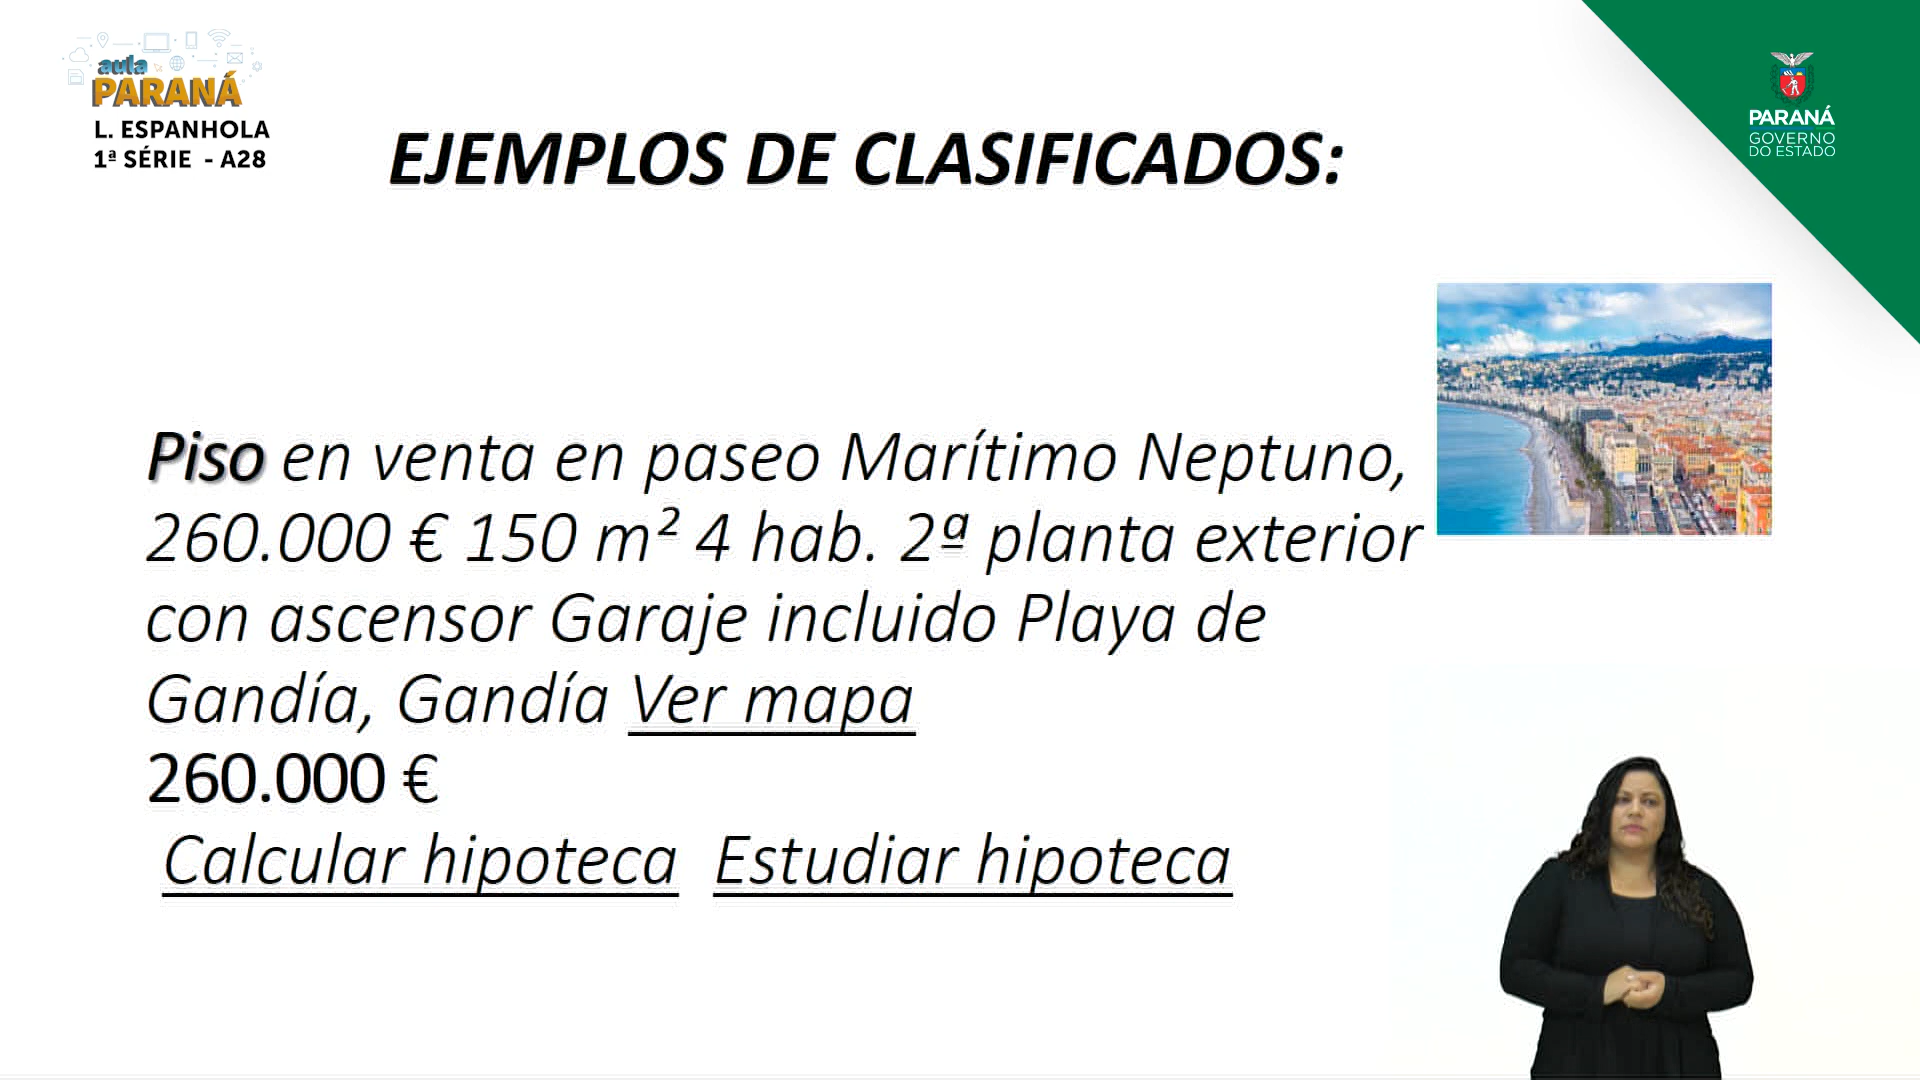 aula
PARANÁ
L. ESPANHOLA
1ª SÉRIE - A28
PARANÁ
GOVERNO
DO ESTADO
EJEMPLOS DE CLASIFICADOS:
Piso en venta en paseo Marítimo Neptuno,
260.000 € 150 m² 4 hab. 2ª planta exterior
con ascensor Garaje incluido Playa de
Gandía, Gandía Ver mapa
260.000 €
Calcular hipoteca Estudiar hipoteca